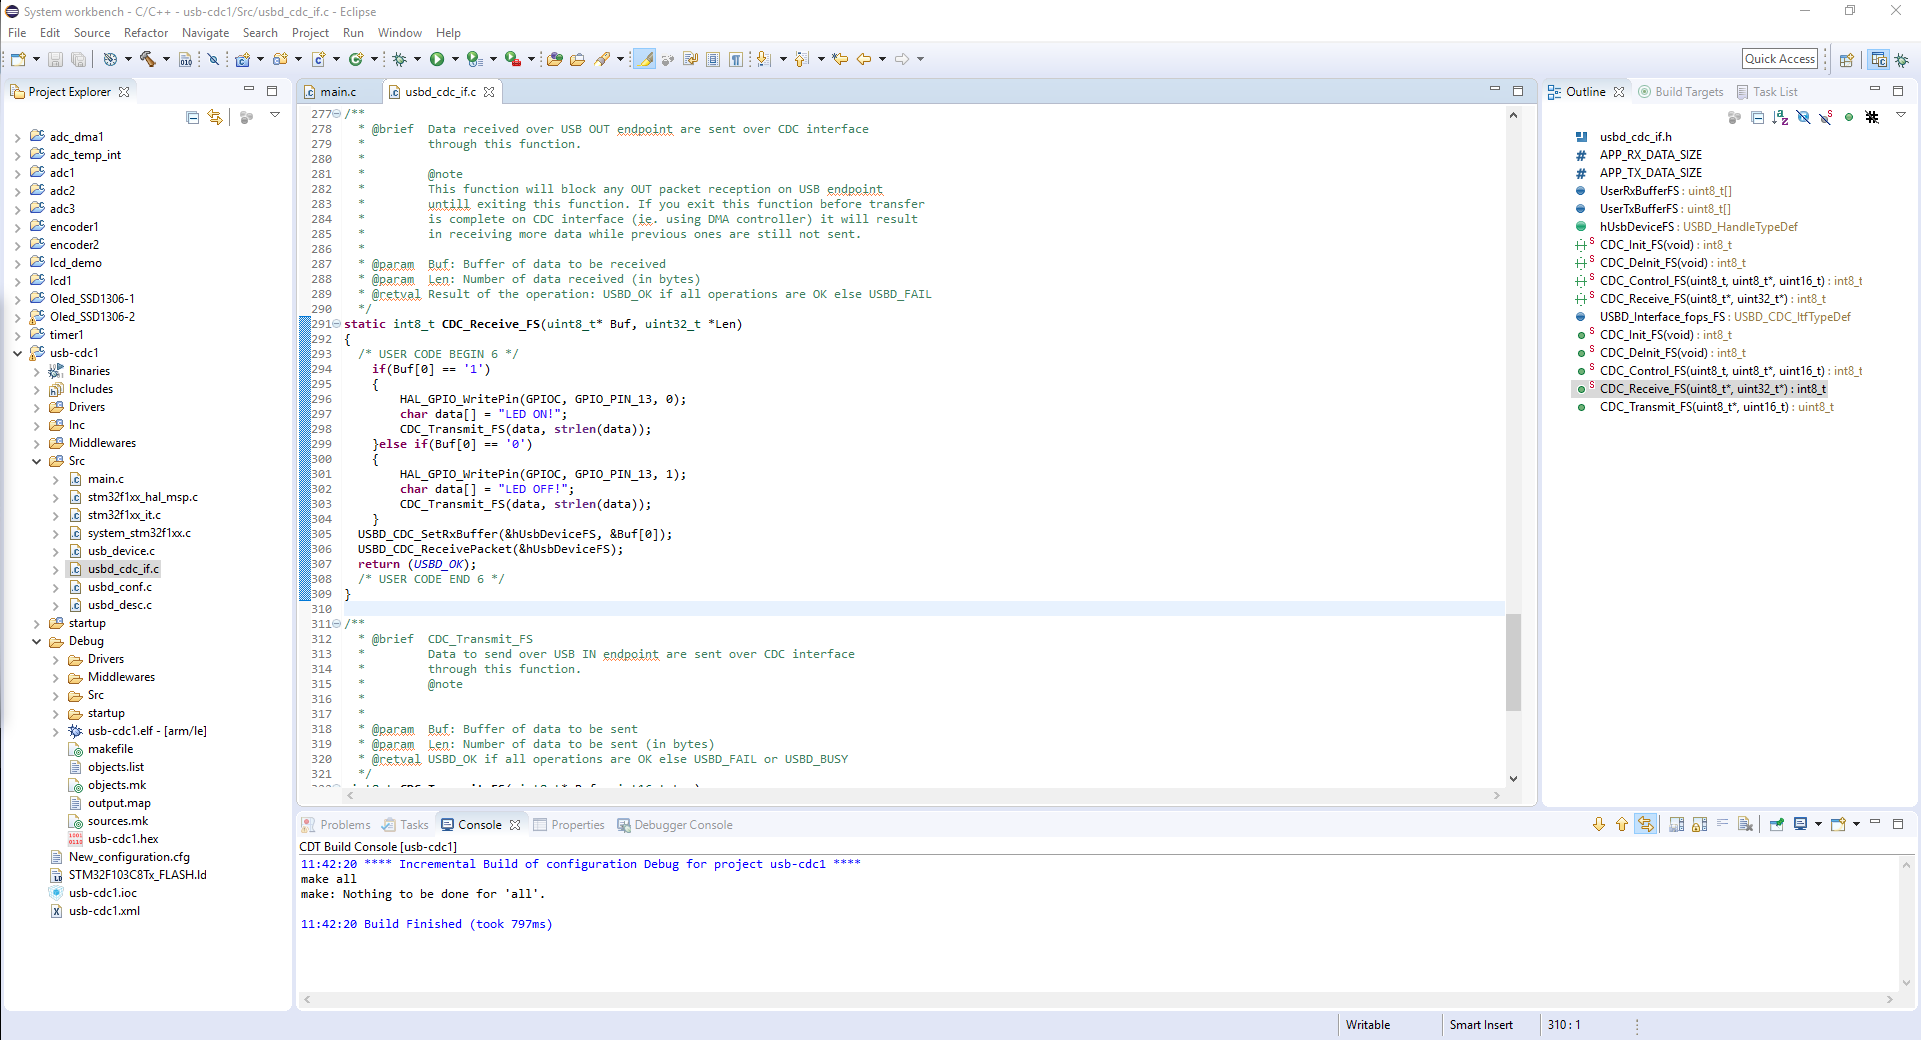 System workbench - C/C++ - usb-cdc1/Src/usbd_cdc_if.c - Eclipse
File Edit Source Refactor Navigate Search Project Run Window Help
Quick Access
Project Explorer
adc_dma1
adc_temp_int
adc1
adc2
adc3
encoder1
encoder2
lcd_demo
lcd1
Oled_SSD1306-1
Oled_SSD1306-2
timer1
usb-cdc1
Binaries
Includes
Drivers
Inc
Middlewares
Src
main.c
stm32f1xx_hal_msp.c
stm32f1xx_it.c
system_stm32f1xx.c
usb_device.c
usbd_cdc_if.c
usbd_conf.c
usbd_desc.c
startup
Debug
Drivers
Middlewares
Src
startup
usb-cdc1.elf - [arm/le]
makefile
objects.list
objects.mk
output.map
sources.mk
usb-cdc1.hex
New_configuration.cfg
STM32F103C8Tx_FLASH.ld
usb-cdc1.ioc
usb-cdc1.xml
main.c usbd_cdc_if.c
277 /**
278 * @brief Data received over USB OUT endpoint are sent over CDC interface
279 * through this function.
280 *
281 * @note
282 * This function will block any OUT packet reception on USB endpoint
283 * untill exiting this function. If you exit this function before transfer
284 * is complete on CDC interface (ie. using DMA controller) it will result
285 * in receiving more data while previous ones are still not sent.
286 *
287 * @param Buf: Buffer of data to be received
288 * @param Len: Number of data received (in bytes)
289 * @retval Result of the operation: USBD_OK if all operations are OK else USBD_FAIL
290 */
291 static int8_t CDC_Receive_FS(uint8_t* Buf, uint32_t *Len)
292 {
293 /* USER CODE BEGIN 6 */
294 if(Buf[0] == '1')
295 {
296 HAL_GPIO_WritePin(GPIOC, GPIO_PIN_13, 0);
297 char data[] = "LED ON!";
298 CDC_Transmit_FS(data, strlen(data));
299 }else if(Buf[0] == '0')
300 {
301 HAL_GPIO_WritePin(GPIOC, GPIO_PIN_13, 1);
302 char data[] = "LED OFF!";
303 CDC_Transmit_FS(data, strlen(data));
304 }
305 USBD_CDC_SetRxBuffer(&hUsbDeviceFS, &Buf[0]);
306 USBD_CDC_ReceivePacket(&hUsbDeviceFS);
307 return (USBD_OK);
308 /* USER CODE END 6 */
309 }
310
311 /**
312 * @brief CDC_Transmit_FS
313 * Data to send over USB IN endpoint are sent over CDC interface
314 * through this function.
315 * @note
316 *
317 *
318 * @param Buf: Buffer of data to be sent
319 * @param Len: Number of data to be sent (in bytes)
320 * @retval USBD_OK if all operations are OK else USBD_FAIL or USBD_BUSY
321 */
Outline Build Targets Task List
usbd_cdc_if.h
APP_RX_DATA_SIZE
APP_TX_DATA_SIZE
UserRxBufferFS : uint8_t[]
UserTxBufferFS : uint8_t[]
hUsbDeviceFS : USBD_HandleTypeDef
CDC_Init_FS(void) : int8_t
CDC_DeInit_FS(void) : int8_t
CDC_Control_FS(uint8_t, uint8_t*, uint16_t) : int8_t
CDC_Receive_FS(uint8_t*, uint32_t*) : int8_t
USBD_Interface_fops_FS : USBD_CDC_ItfTypeDef
CDC_Init_FS(void) : int8_t
CDC_DeInit_FS(void) : int8_t
CDC_Control_FS(uint8_t, uint8_t*, uint16_t) : int8_t
CDC_Receive_FS(uint8_t*, uint32_t*) : int8_t
CDC_Transmit_FS(uint8_t*, uint16_t) : uint8_t
Problems Tasks Console Properties Debugger Console
CDT Build Console [usb-cdc1]
11:42:20 **** Incremental Build of configuration Debug for project usb-cdc1 ****
make all
make: Nothing to be done for 'all'.
11:42:20 Build Finished (took 797ms)
Writable Smart Insert 310 : 1